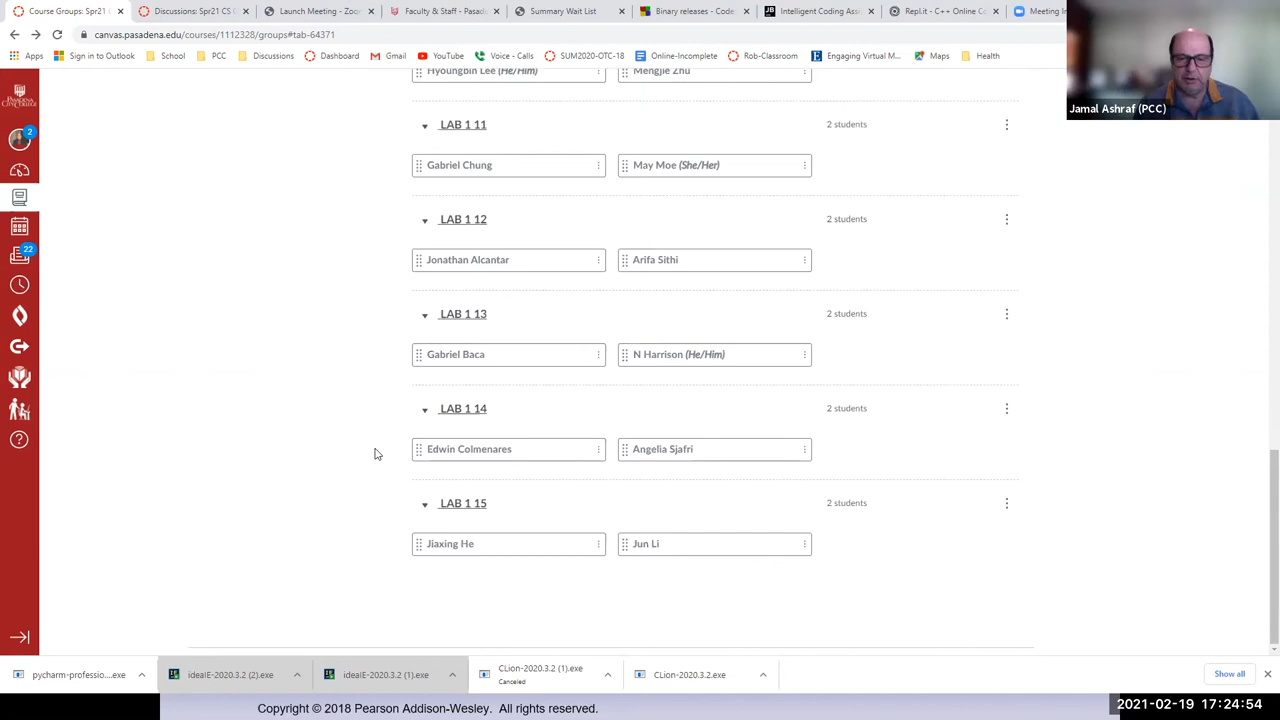 Course Groups: Spr21 CS
Discussions: Spr21 CS C
Launch Meeting - Zoom
Faculty & Staff - Pasade
Summary Wait List
Binary releases - Code:
Intelligent Coding Assis
Repl.it - C++ Online Co
Meeting In
canvas.pasadena.edu/courses/1112328/groups#tab-64371
Apps
Sign in to Outlook
School
PCC
Discussions
Dashboard
Gmail
YouTube
Voice - Calls
SUM2020-OTC-18
Online-Incomplete
Rob-Classroom
Engaging Virtual M...
Maps
Health
Jamal Ashraf (PCC)
2
22
Hyoungbin Lee (He/Him)
Mengjie Zhu
LAB 1 11
2 students
Gabriel Chung
May Moe (She/Her)
LAB 1 12
2 students
Jonathan Alcantar
Arifa Sithi
LAB 1 13
2 students
Gabriel Baca
N Harrison (He/Him)
LAB 1 14
2 students
Edwin Colmenares
Angelia Sjafri
LAB 1 15
2 students
Jiaxing He
Jun Li
pycharm-professio....exe
ideaIE-2020.3.2 (2).exe
ideaIE-2020.3.2 (1).exe
CLion-2020.3.2 (1).exe
Canceled
CLion-2020.3.2.exe
Show all
Copyright © 2018 Pearson Addison-Wesley. All rights reserved.
2021-02-19 17:24:54